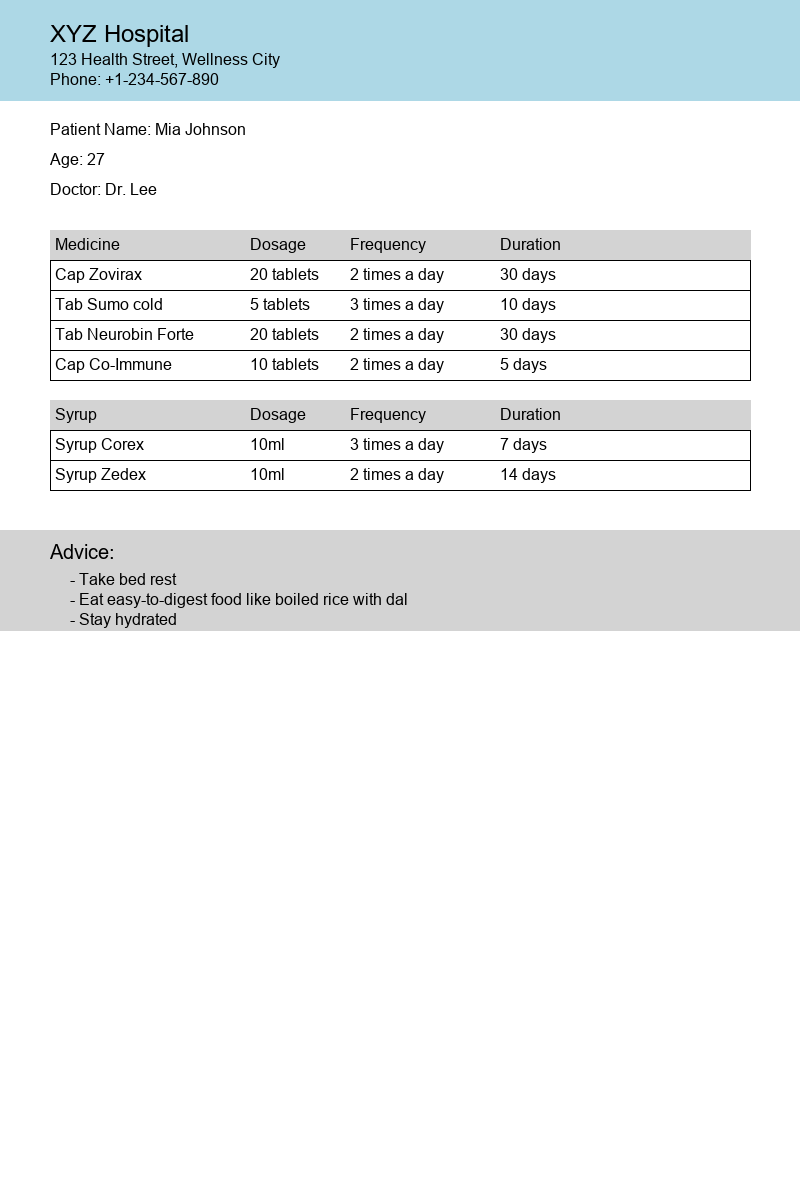 XYZ Hospital
123 Health Street, Wellness City
Phone: +1-234-567-890
Patient Name: Mia Johnson
Age: 27
Doctor: Dr. Lee
Medicine Dosage Frequency Duration
Cap Zovirax 20 tablets 2 times a day 30 days
Tab Sumo cold 5 tablets 3 times a day 10 days
Tab Neurobin Forte 20 tablets 2 times a day 30 days
Cap Co-Immune 10 tablets 2 times a day 5 days
Syrup Dosage Frequency Duration
Syrup Corex 10ml 3 times a day 7 days
Syrup Zedex 10ml 2 times a day 14 days
Advice:
- Take bed rest
- Eat easy-to-digest food like boiled rice with dal
- Stay hydrated